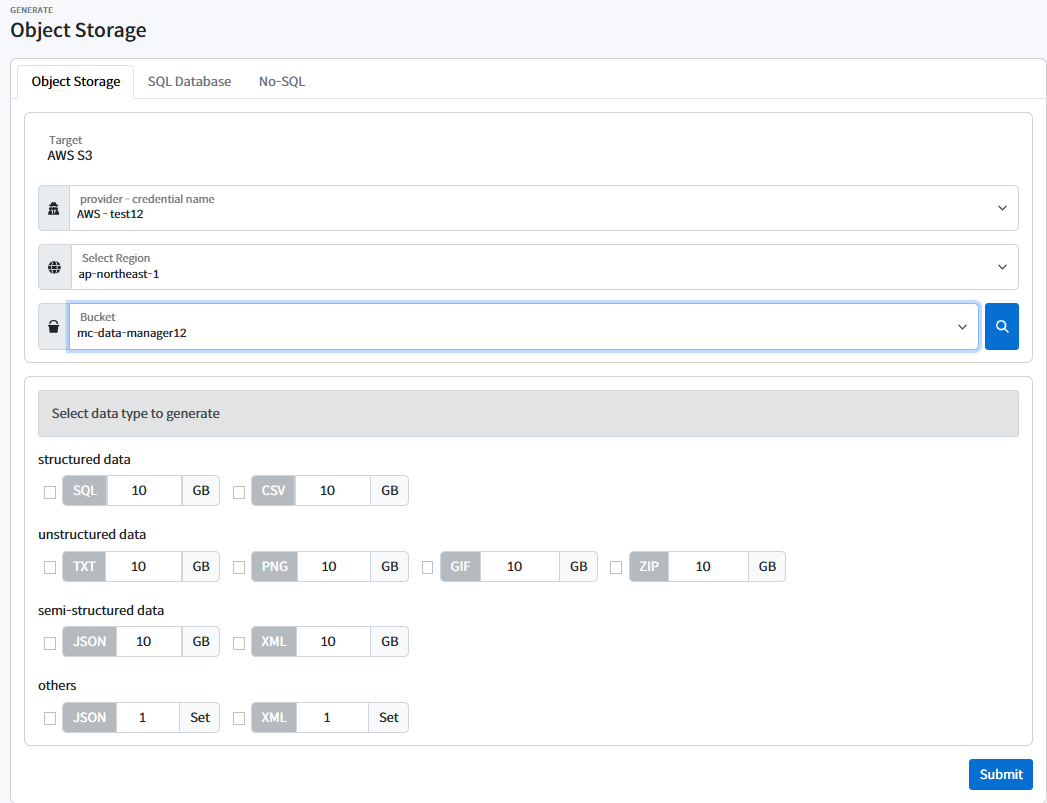 GENERATE
Object Storage
Object Storage SQL Database No-SQL
Target
AWS S3
provider - credential name
AWS - test12
Select Region
ap-northeast-1
Bucket
mc-data-manager12
Select data type to generate
structured data
SQL 10 GB CSV 10 GB
unstructured data
TXT 10 GB PNG 10 GB GIF 10 GB ZIP 10 GB
semi-structured data
JSON 10 GB XML 10 GB
others
JSON 1 Set XML 1 Set
Submit